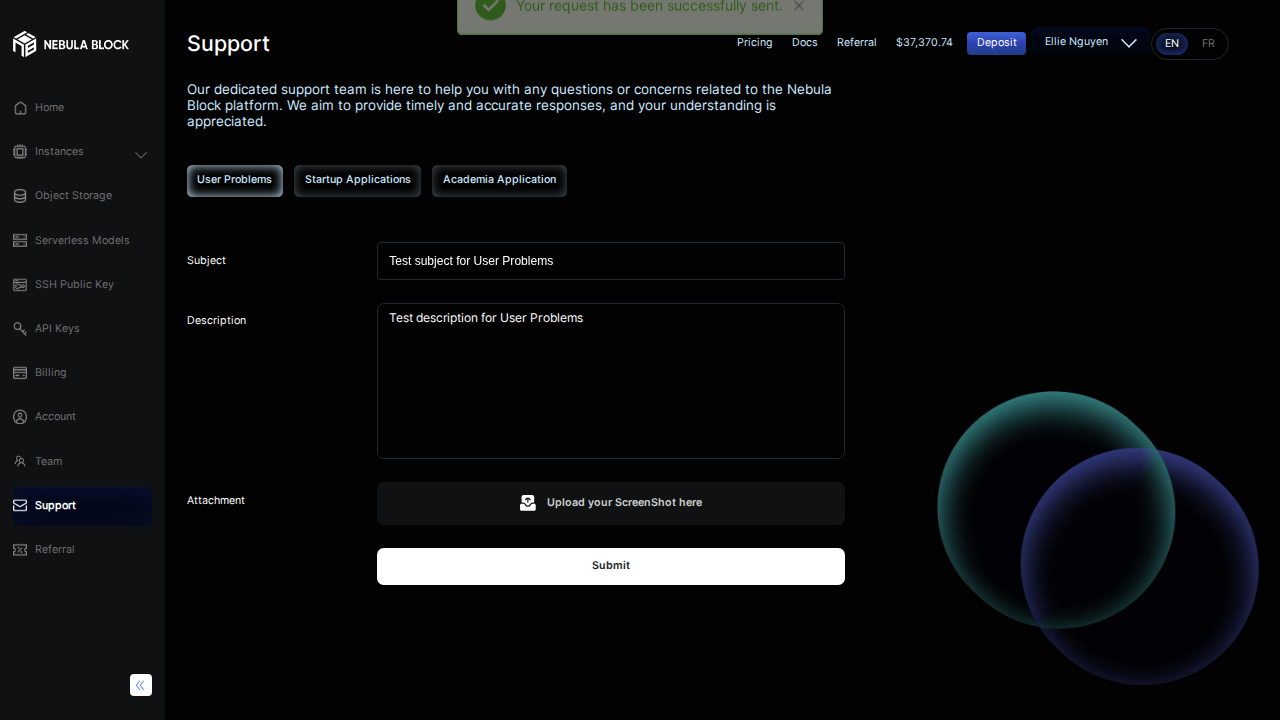 Your request has been successfully sent.
NEBULA BLOCK
Support
Pricing
Docs
Referral
$37,370.74
Deposit
Ellie Nguyen
EN
FR
Our dedicated support team is here to help you with any questions or concerns related to the Nebula
Block platform. We aim to provide timely and accurate responses, and your understanding is
appreciated.
Home
Instances
Object Storage
Serverless Models
SSH Public Key
API Keys
Billing
Account
Team
Support
Referral
User Problems
Startup Applications
Academia Application
Subject
Test subject for User Problems
Description
Test description for User Problems
Attachment
Upload your ScreenShot here
Submit